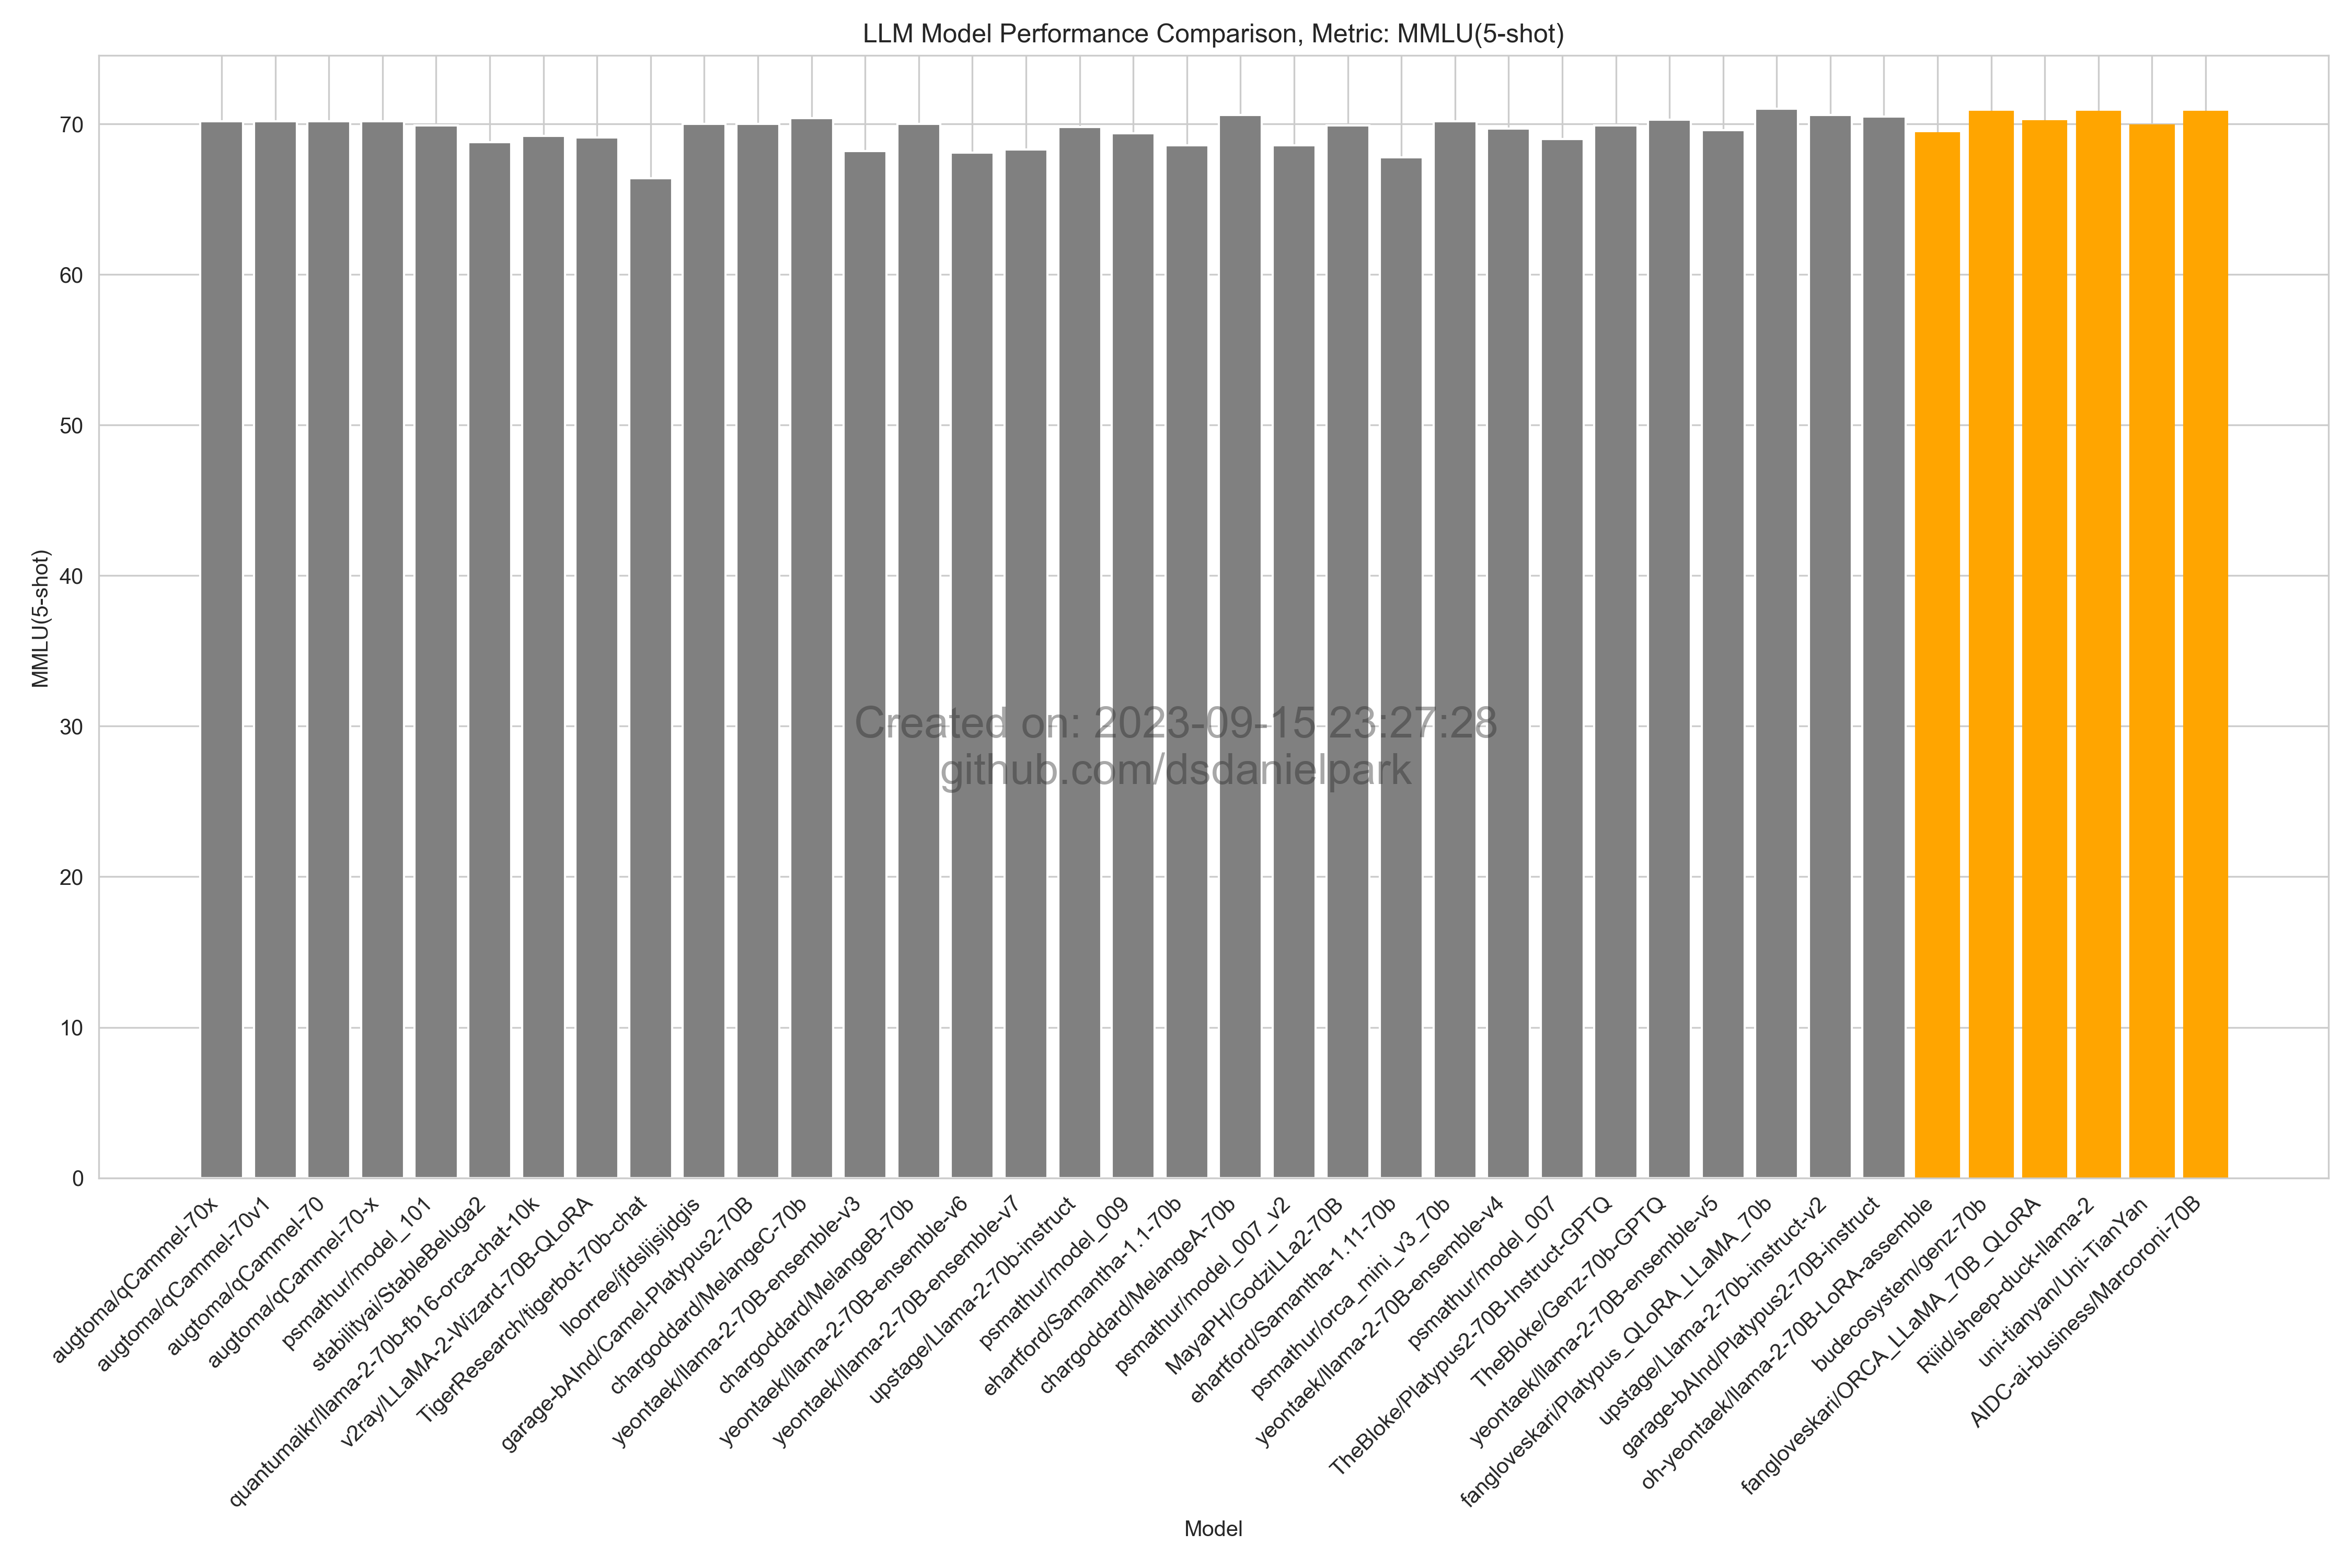 LLM Model Performance Comparison, Metric: MMLU(5-shot)
MMLU(5-shot)
70
60
50
40
30
20
10
0
Created on: 2023-09-15 23:27:28
github.com/dsdanielpark
augtoma/qCammel-70x
augtoma/qCammel-70v1
augtoma/qCammel-70
augtoma/qCammel-70-x
psmathur/model_101
stabilityai/StableBeluga2
quantumaikr/llama-2-70b-fb16-orca-chat-10k
v2ray/LLaMA-2-Wizard-70B-QLoRA
TigerResearch/tigerbot-70b-chat
lloorree/jfdslijsijdgis
garage-bAInd/Camel-Platypus2-70B
chargoddard/MelangeC-70b
yeontaek/llama-2-70B-ensemble-v3
chargoddard/MelangeB-70b
yeontaek/llama-2-70B-ensemble-v6
yeontaek/llama-2-70B-ensemble-v7
upstage/Llama-2-70b-instruct
psmathur/model_009
ehartford/Samantha-1.1-70b
chargoddard/MelangeA-70b
psmathur/model_007_v2
MayaPH/GodziLLa2-70B
ehartford/Samantha-1.11-70b
psmathur/orca_mini_v3_70b
yeontaek/llama-2-70B-ensemble-v4
psmathur/model_007
TheBloke/Platypus2-70B-Instruct-GPTQ
TheBloke/Genz-70b-GPTQ
yeontaek/llama-2-70B-ensemble-v5
fangloveskari/Platypus_QLoRA_LLaMA_70b
upstage/Llama-2-70b-instruct-v2
garage-bAInd/Platypus2-70B-instruct
oh-yeontaek/llama-2-70B-LoRA-assemble
budecosystem/genz-70b
fangloveskari/ORCA_LLaMA_70B_QLoRA
Riiid/sheep-duck-llama-2
uni-tianyan/Uni-TianYan
AIDC-ai-business/Marcoroni-70B
Model